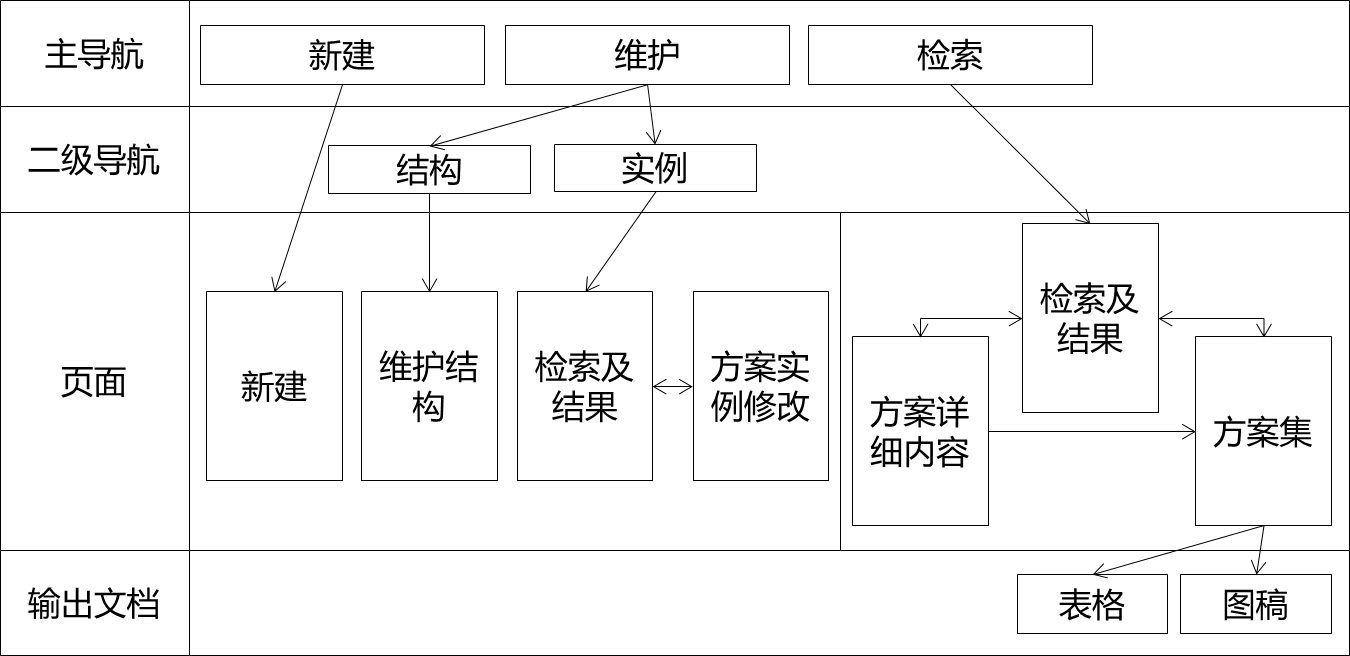 主导航
新建
维护
检索
二级导航
结构
实例
页面
新建
维护结
构
检索及
结果
方案实
例修改
检索及
结果
方案详
细内容
方案集
输出文档
表格
图稿